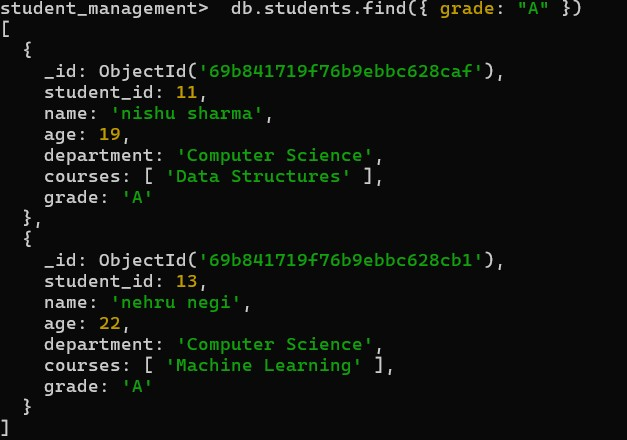 student_management>  db.students.find({ grade: "A" })
[
  {
    _id: ObjectId('69b841719f76b9ebbc628caf'),
    student_id: 11,
    name: 'nishu sharma',
    age: 19,
    department: 'Computer Science',
    courses: [ 'Data Structures' ],
    grade: 'A'
  },
  {
    _id: ObjectId('69b841719f76b9ebbc628cb1'),
    student_id: 13,
    name: 'nehru negi',
    age: 22,
    department: 'Computer Science',
    courses: [ 'Machine Learning' ],
    grade: 'A'
  }
]